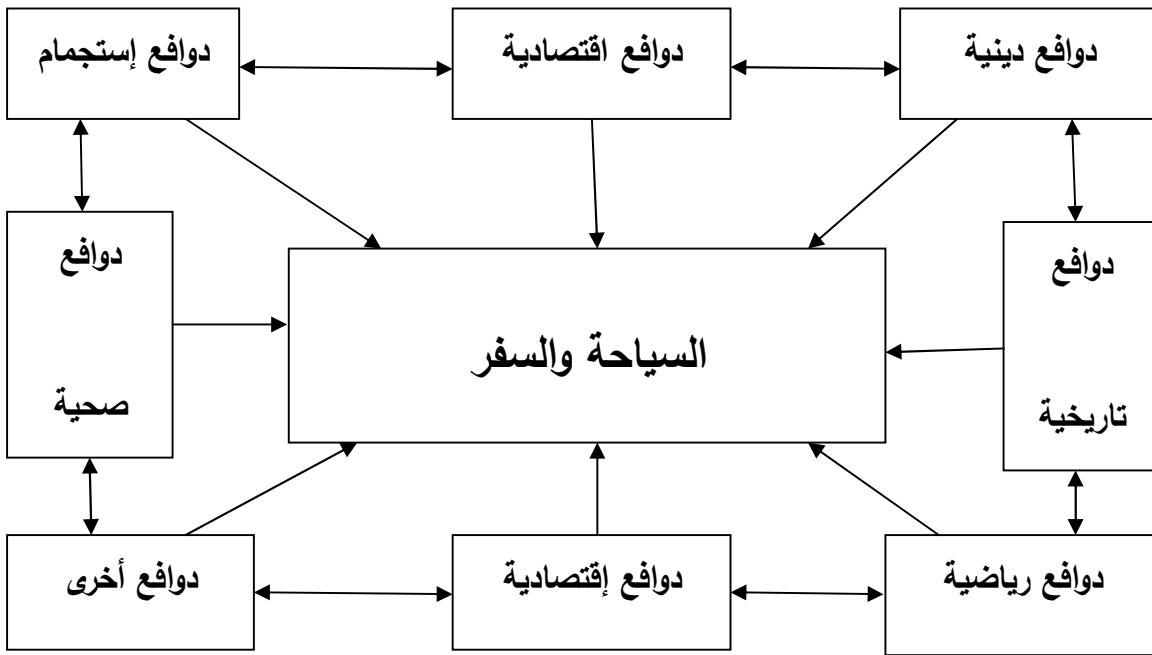 دوافع دينية
دوافع اقتصادية
دوافع إستجمام
دوافع
تاريخية
السياحة والسفر
دوافع
صحية
دوافع رياضية
دوافع إقتصادية
دوافع أخرى